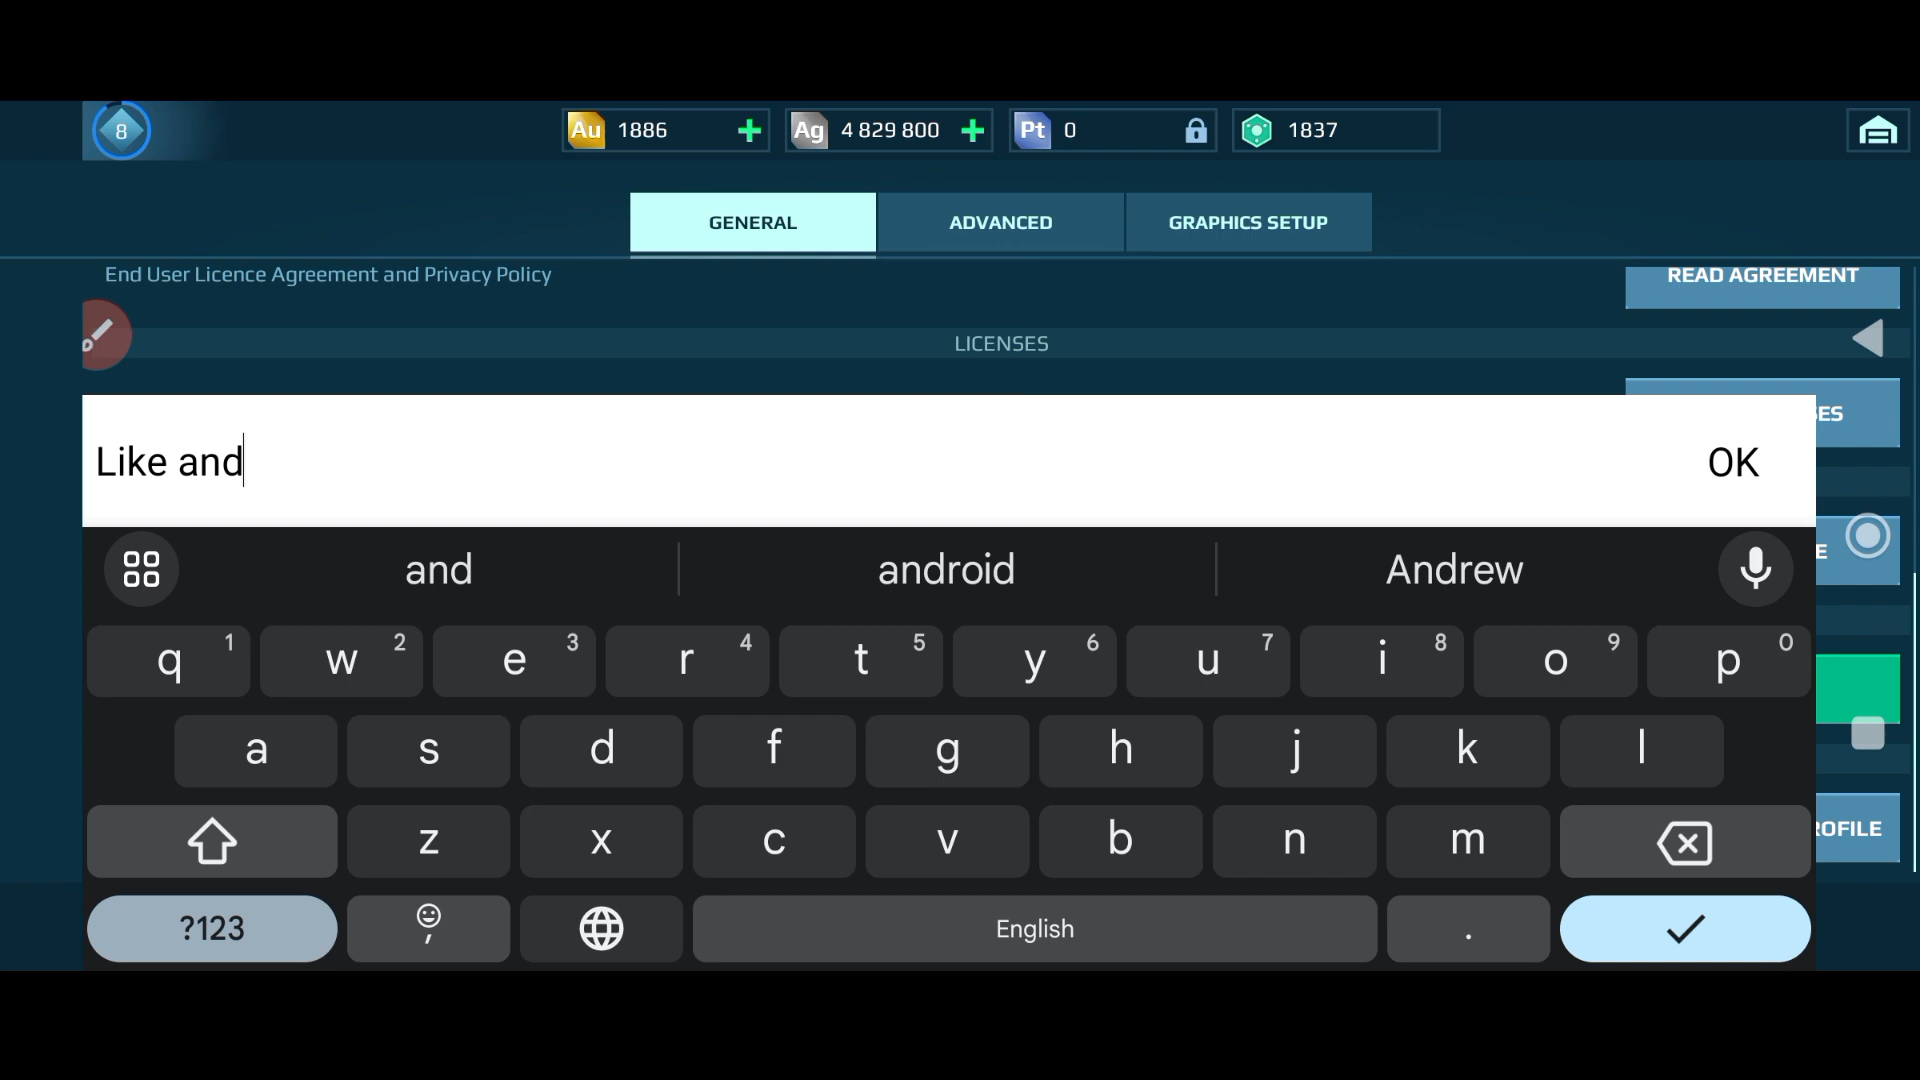 8 Au 1886 + Ag 4 829 800 + Pt 0 1837
GENERAL ADVANCED GRAPHICS SETUP
End User Licence Agreement and Privacy Policy READ AGREEMENT
LICENSES
ES
Like and OK
E
and android Andrew
q 1 w 2 e 3 r 4 t 5 y 6 u 7 i 8 o 9 p 0
a s d f g h j k l
z x c v b n m
OFILE
?123 , English .